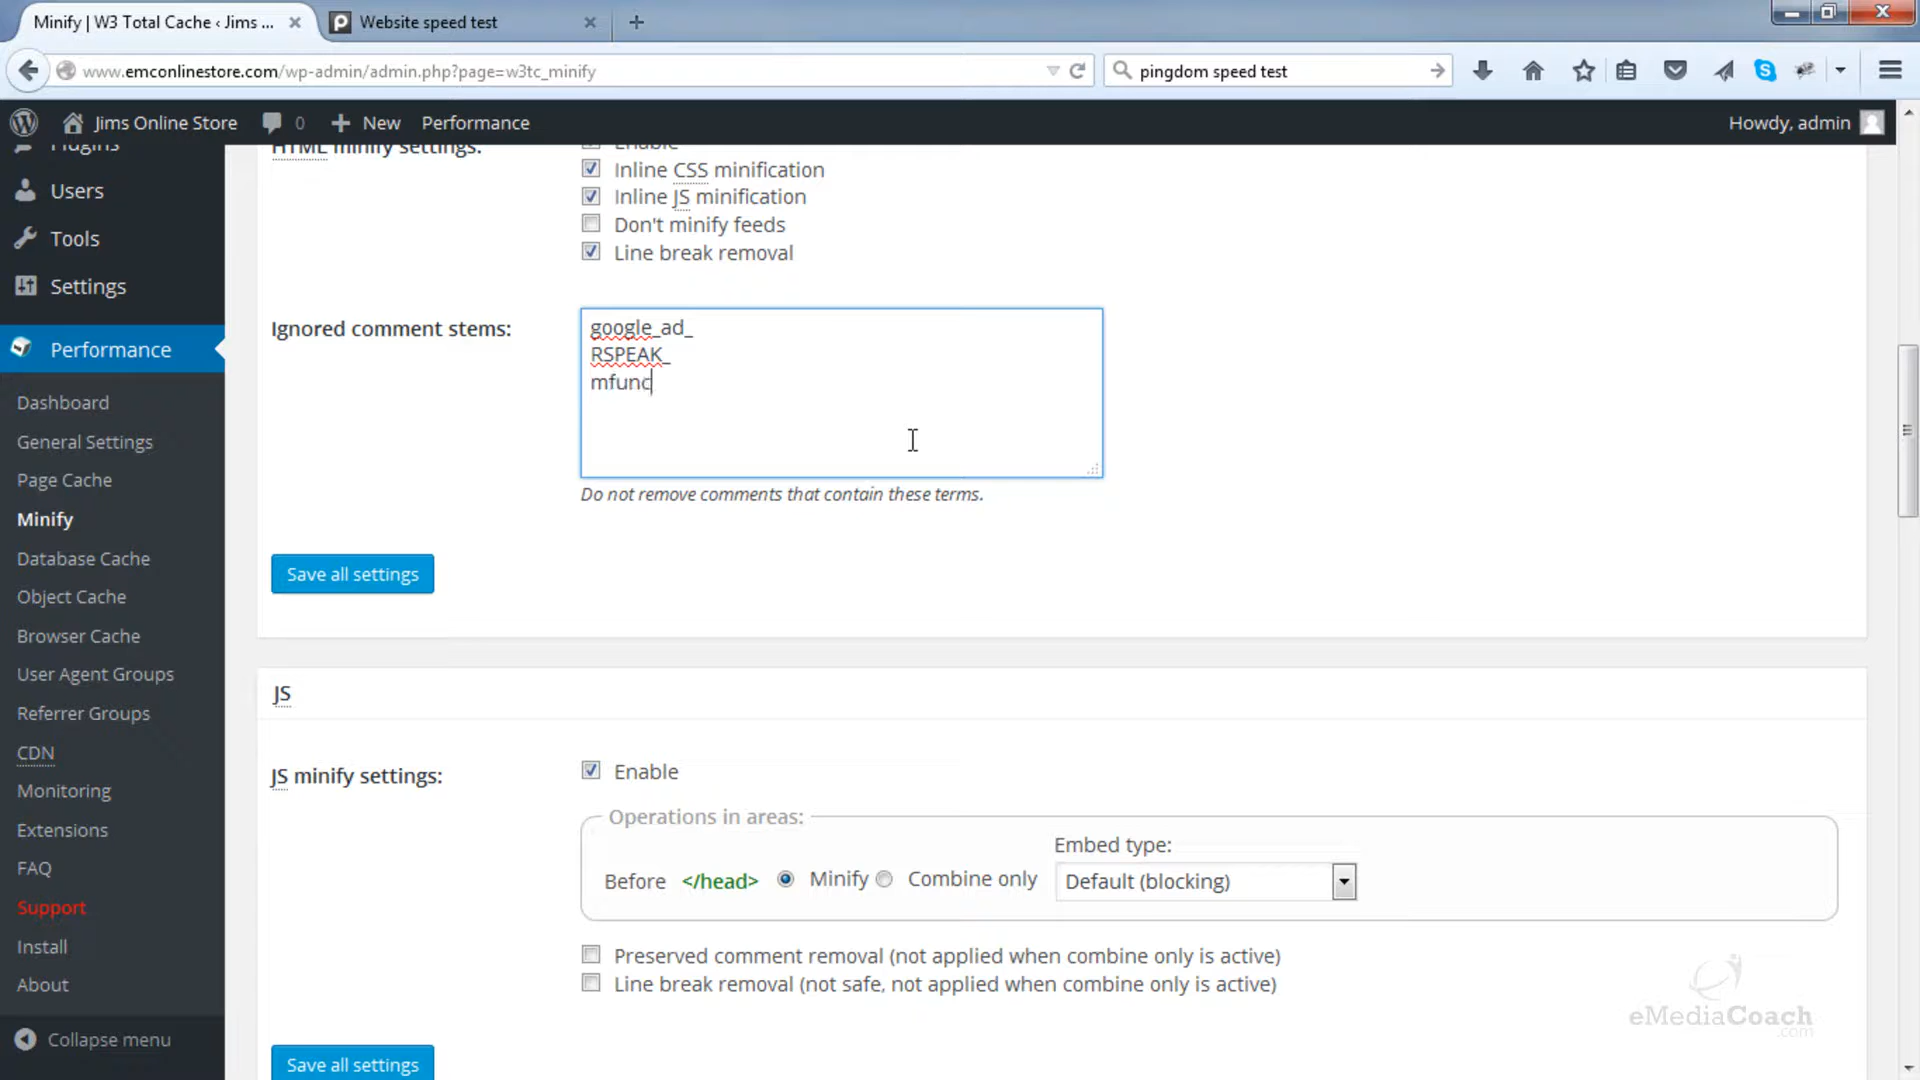 Minify | W3 Total Cache ‹ Jims ...
Website speed test
www.emconlinestore.com/wp-admin/admin.php?page=w3tc_minify
pingdom speed test
Jims Online Store
0
New
Performance
Howdy, admin
Plugins
Users
Tools
Settings
Performance
Dashboard
General Settings
Page Cache
Minify
Database Cache
Object Cache
Browser Cache
User Agent Groups
Referrer Groups
CDN
Monitoring
Extensions
FAQ
Support
Install
About
Collapse menu
HTML minify settings:
Enable
Inline CSS minification
Inline JS minification
Don't minify feeds
Line break removal
Ignored comment stems:
google_ad_
RSPEAK_
mfunc
Do not remove comments that contain these terms.
Save all settings
JS
JS minify settings:
Enable
Operations in areas:
Embed type:
Before </head> Minify Combine only Default (blocking)
Preserved comment removal (not applied when combine only is active)
Line break removal (not safe, not applied when combine only is active)
Save all settings
eMediaCoach
.com